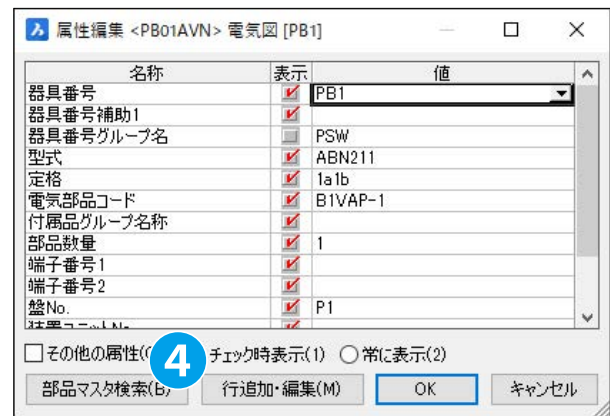 属性編集 <PB01AVN> 電気図 [PB1]
名称 表示 値
器具番号 PB1
器具番号補助1
器具番号グループ名 PSW
型式 ABN211
定格 1a1b
電気部品コード B1VAP-1
付属品グループ名称
部品数量 1
端子番号1
端子番号2
盤No. P1
その他の属性( チェック時表示(1) 常に表示(2)
4
部品マスタ検索(B) 行追加・編集(M) OK キャンセル